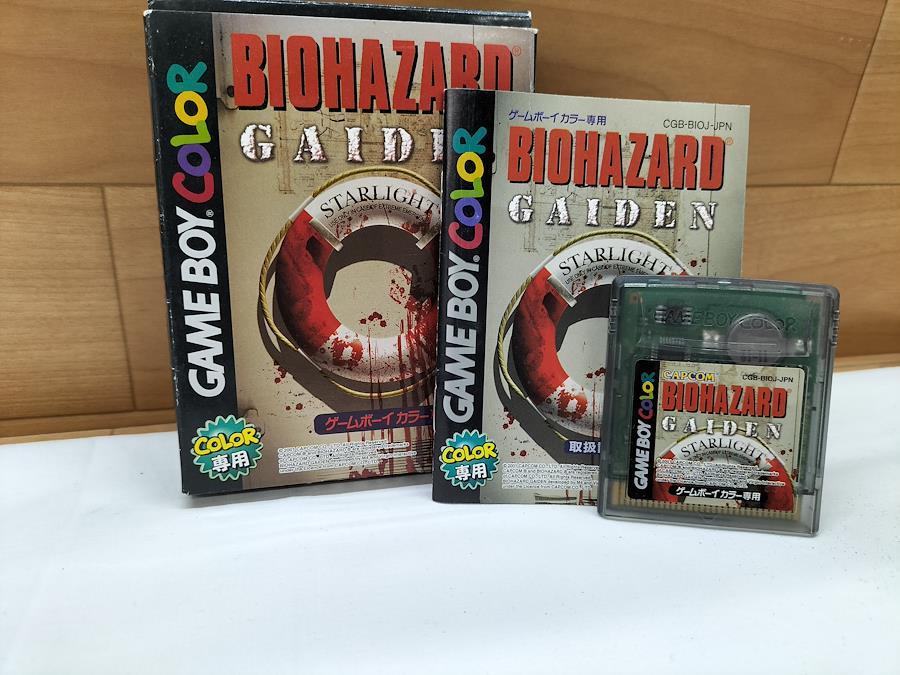 GAME BOY COLOR
BIOHAZARD
GAIDEN
STARLIGHT
ゲームボーイ カラー
COLOR
専用
GAME BOY COLOR
ゲームボーイ カラー専用
CGB-BIOJ-JPN
BIOHAZARD
GAIDEN
STARLIGHT
取扱
COLOR
専用
GAME BOY COLOR
GAME BOY COLOR
CAPCOM
CGB-BIOJ-JPN
BIOHAZARD
GAIDEN
STARLIGHT
ゲームボーイ カラー専用